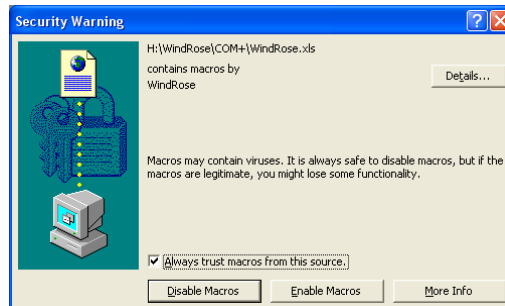 Security Warning
H:\WindRose\COM+\WindRose.xls
contains macros by
WindRose
Details...
Macros may contain viruses. It is always safe to disable macros, but if the
macros are legitimate, you might lose some functionality.
Always trust macros from this source.
Disable Macros Enable Macros More Info